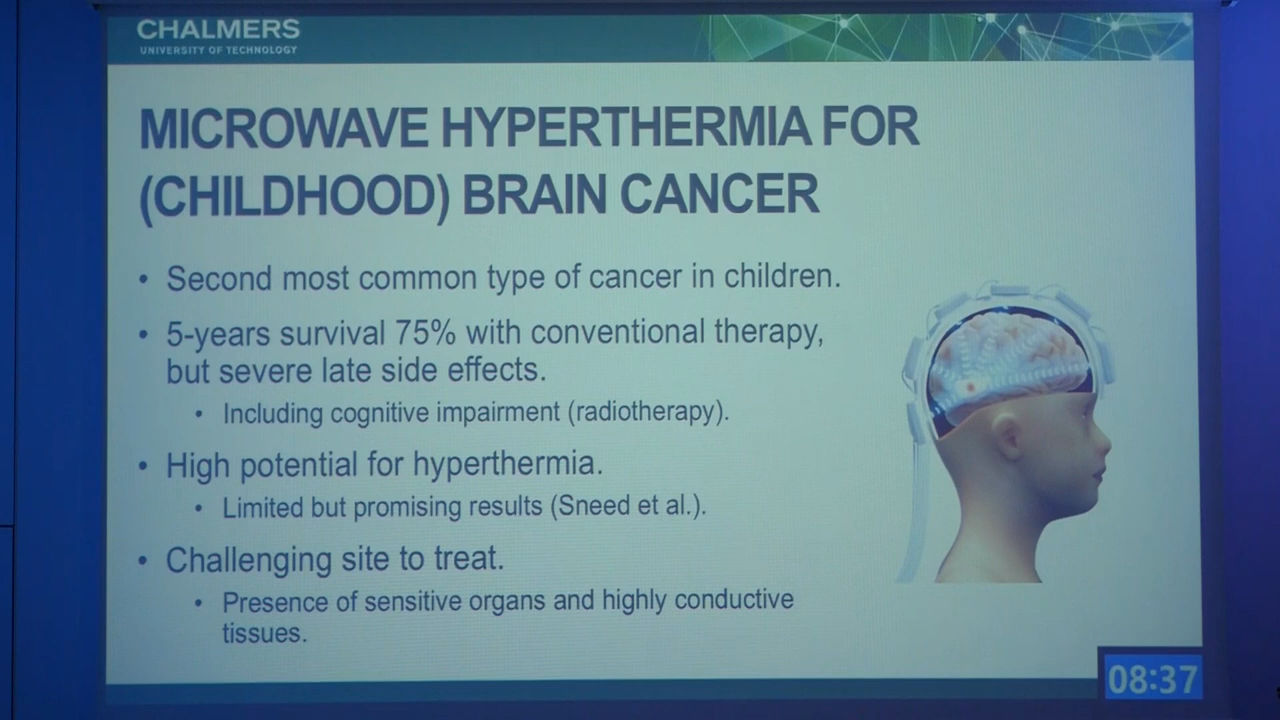 CHALMERS
UNIVERSITY OF TECHNOLOGY
MICROWAVE HYPERTHERMIA FOR
(CHILDHOOD) BRAIN CANCER
• Second most common type of cancer in children.
• 5-years survival 75% with conventional therapy,
but severe late side effects.
• Including cognitive impairment (radiotherapy).
• High potential for hyperthermia.
• Limited but promising results (Sneed et al.).
• Challenging site to treat.
• Presence of sensitive organs and highly conductive
tissues.
08:37